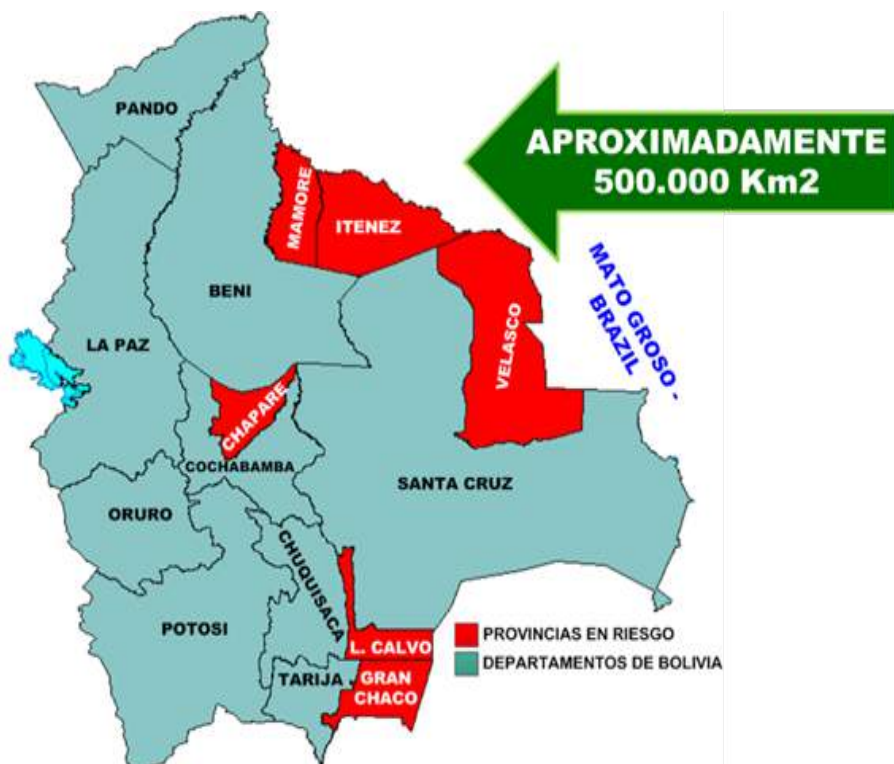 PANDO
APROXIMADAMENTE
500.000 Km2
MAMORE
ITENEZ
MATO GROSO -
BRAZIL
BENI
LA PAZ
VELASCO
CHAPARE
COCHABAMBA
SANTA CRUZ
ORURO
CHUQUISACA
POTOSI
L. CALVO
PROVINCIAS EN RIESGO
DEPARTAMENTOS DE BOLIVIA
TARIJA
GRAN
CHACO